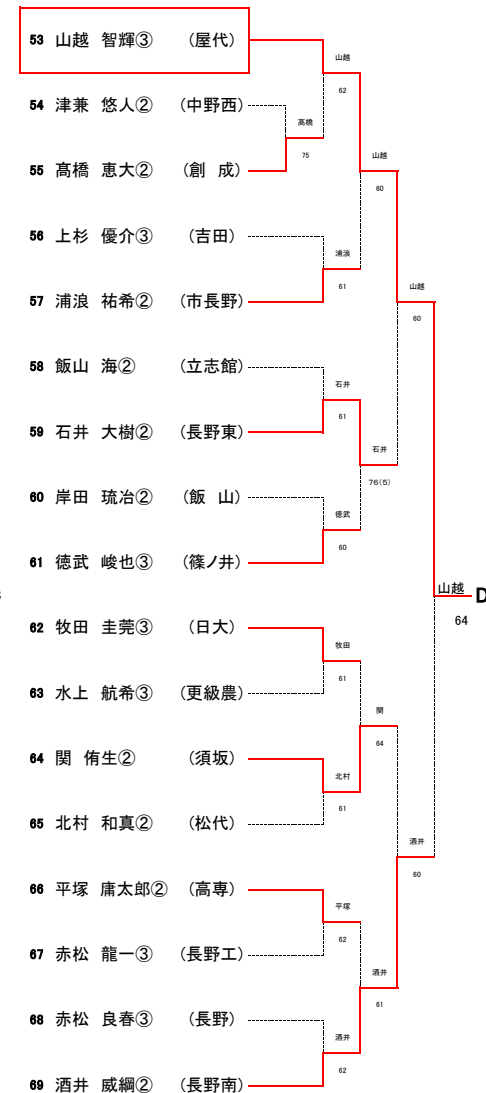 53 山越 智輝③ (屋代)
山越
62
54 津兼 悠人② (中野西)
高橋
75
55 髙橋 恵大② (創 成)
山越
60
56 上杉 優介③ (吉田)
浦浪
61
57 浦浪 祐希② (市長野)
山越
60
58 飯山 海② (立志館)
石井
61
59 石井 大樹② (長野東)
石井
76(5)
60 岸田 琉冶② (飯 山)
徳武
60
61 徳武 峻也③ (篠ノ井)
山越 D
64
62 牧田 圭莞③ (日大)
牧田
61
63 水上 航希③ (更級農)
関
64
64 関 侑生② (須坂)
北村
61
65 北村 和真② (松代)
酒井
60
66 平塚 庸太郎② (高専)
平塚
62
67 赤松 龍一③ (長野工)
酒井
61
68 赤松 良春③ (長野)
酒井
62
69 酒井 威綱② (長野南)